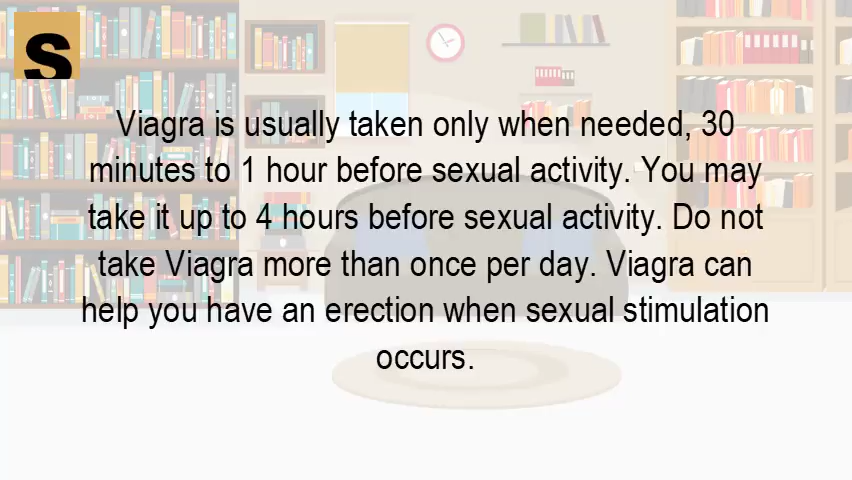 S
Viagra is usually taken only when needed, 30
minutes to 1 hour before sexual activity. You may
take it up to 4 hours before sexual activity. Do not
take Viagra more than once per day. Viagra can
help you have an erection when sexual stimulation
occurs.